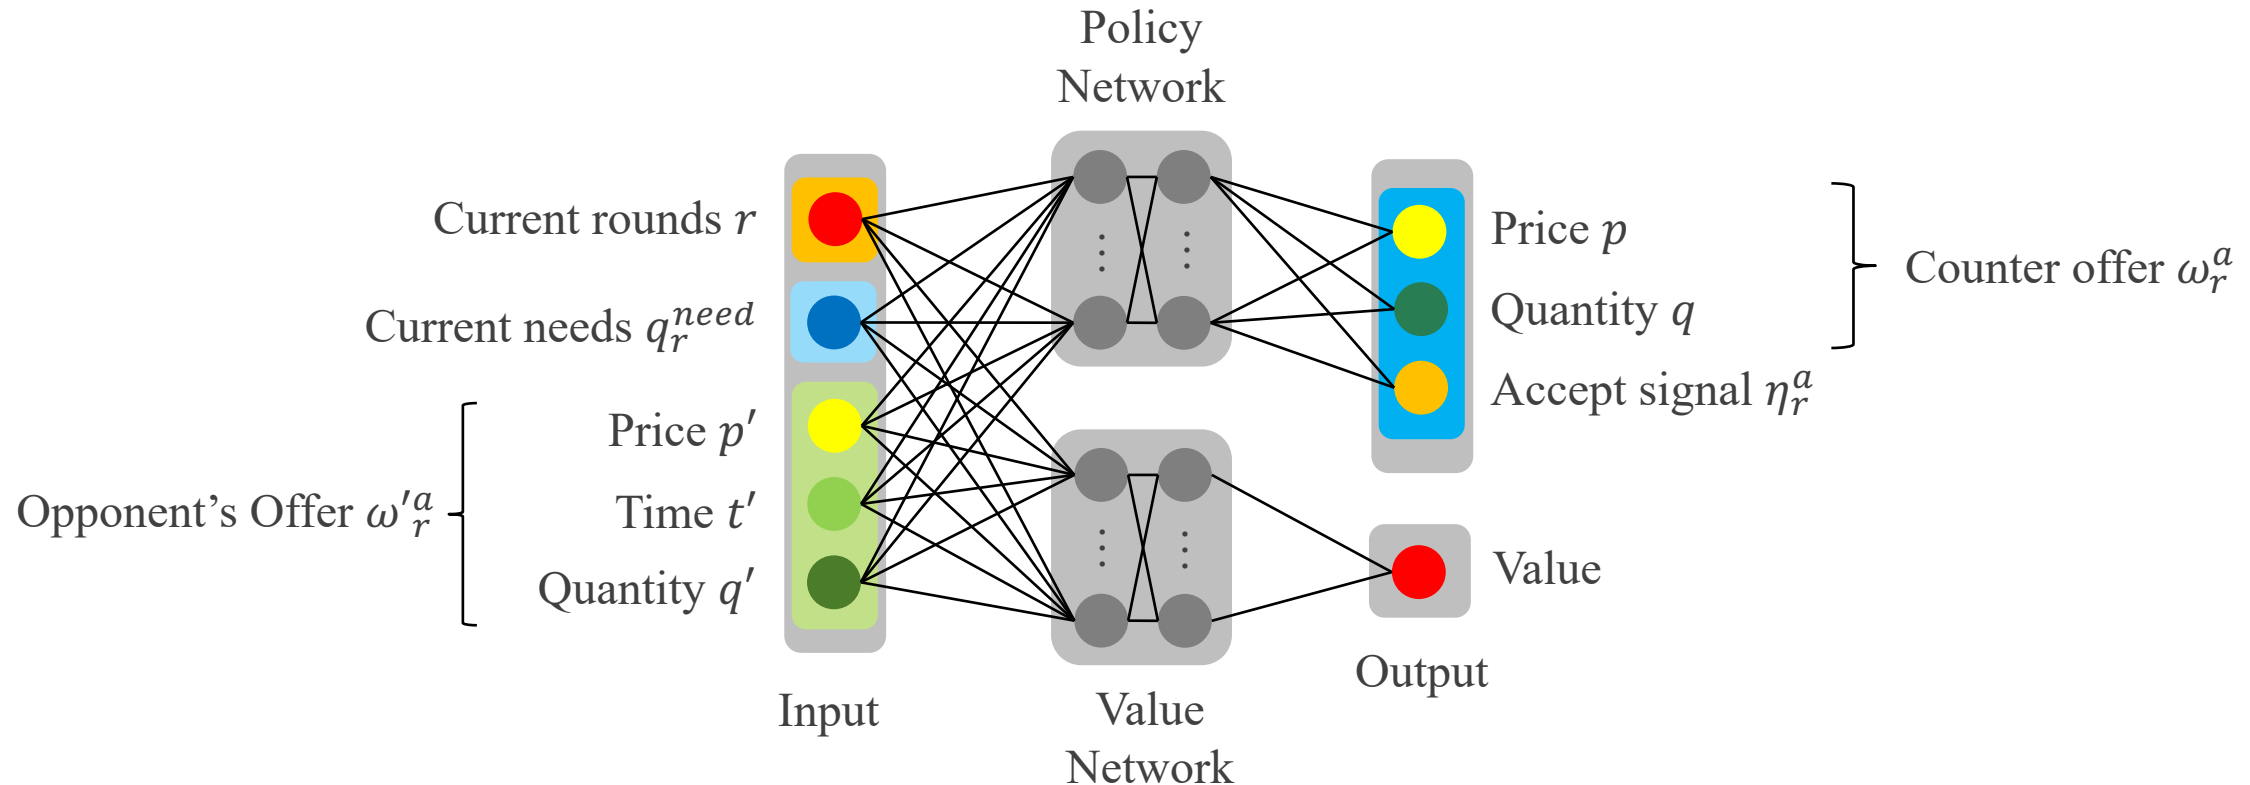 Policy
Network
Current rounds r
Current needs q_r^{need}
Price p′
Time t′
Quantity q′
Opponent’s Offer ω′_r^a
Input
Value
Network
Price p
Quantity q
Accept signal η_r^a
Counter offer ω_r^a
Value
Output